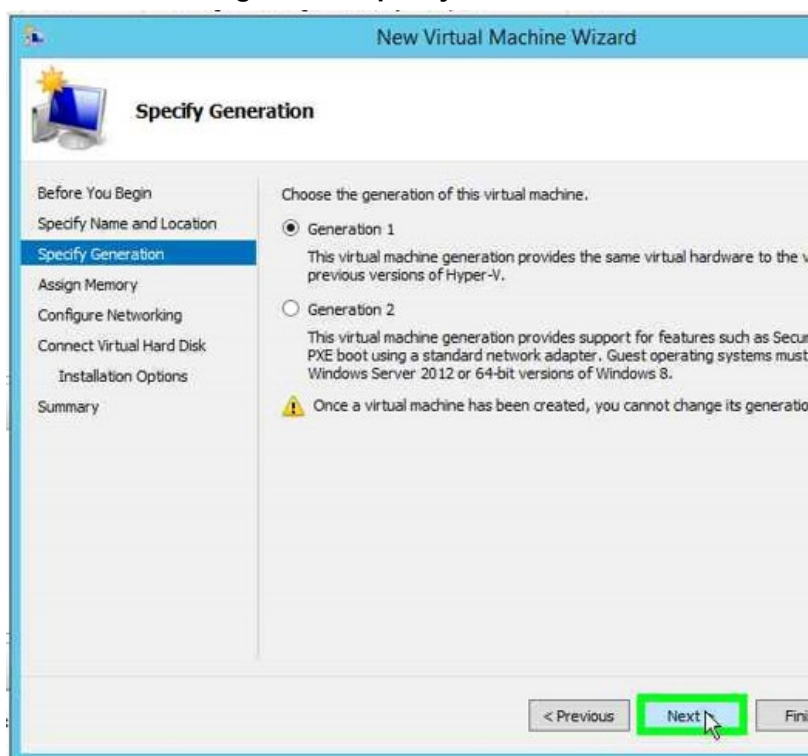 New Virtual Machine Wizard
Specify Generation
Before You Begin
Specify Name and Location
Specify Generation
Assign Memory
Configure Networking
Connect Virtual Hard Disk
Installation Options
Summary
Choose the generation of this virtual machine.
Generation 1
This virtual machine generation provides the same virtual hardware to the
previous versions of Hyper-V.
Generation 2
This virtual machine generation provides support for features such as
PXE boot using a standard network adapter. Guest operating systems must
Windows Server 2012 or 64-bit versions of Windows 8.
Once a virtual machine has been created, you cannot change its
< Previous
Next >